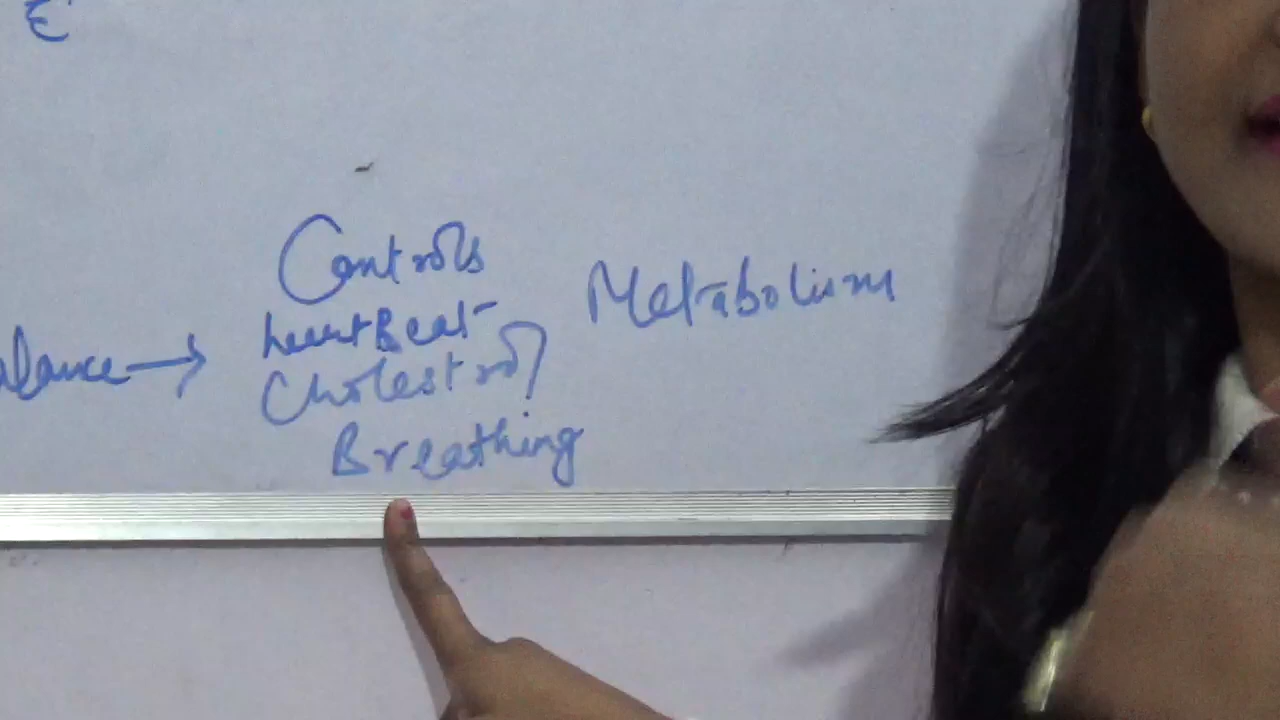 Controls
heartBeat
Cholestrol
Breathing
Metabolism